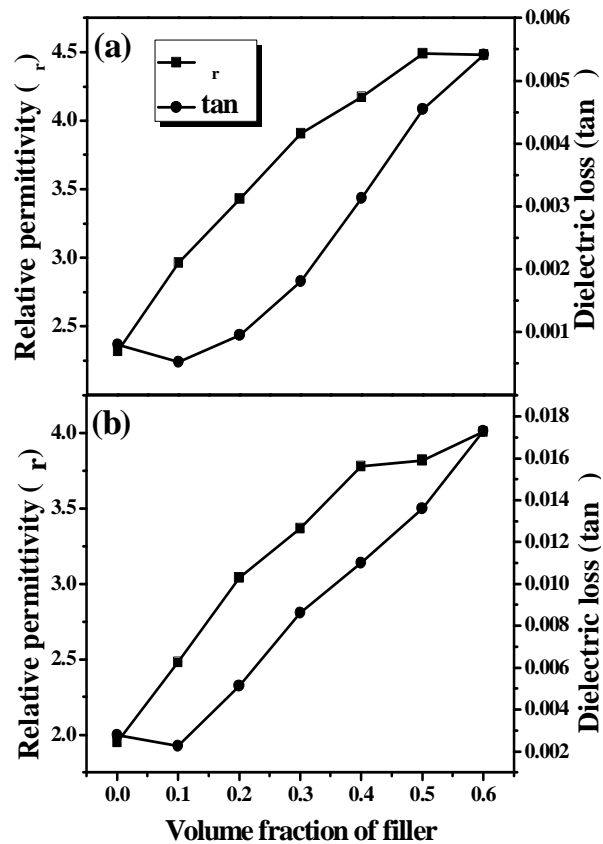 (a)
r
tan
Relative permittivity ( r)
4.5
4.0
3.5
3.0
2.5
0.006
0.005
0.004
0.003
0.002
0.001
Dielectric loss (tan )
(b)
Relative permittivity ( r)
4.0
3.5
3.0
2.5
2.0
0.018
0.016
0.014
0.012
0.010
0.008
0.006
0.004
0.002
Dielectric loss (tan )
0.0 0.1 0.2 0.3 0.4 0.5 0.6
Volume fraction of filler